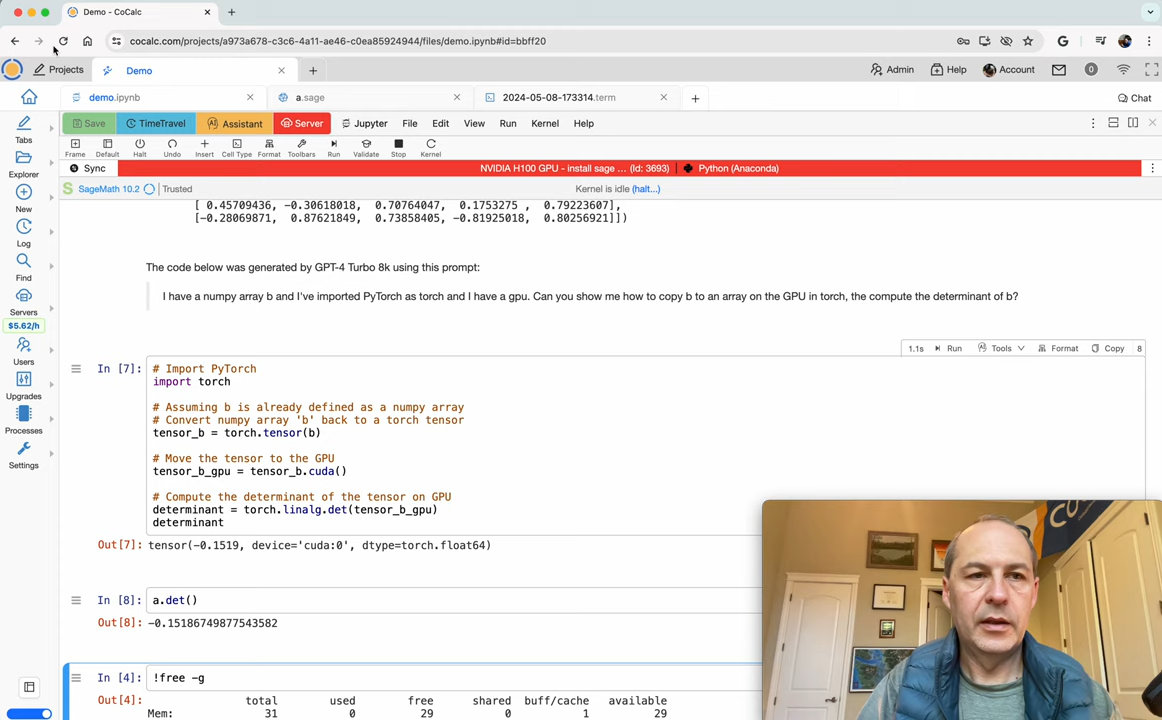 Demo - CoCalc
cocalc.com/projects/a973a678-c3c6-4a11-ae46-c0ea85924944/files/demo.ipynb#id=bbff20
Projects
Demo
Admin
Help
Account
0
demo.ipynb
a.sage
2024-05-08-173314.term
Chat
Save
TimeTravel
Assistant
Server
Jupyter
File
Edit
View
Run
Kernel
Help
Tabs
Frame
Default
Halt
Undo
Insert
Cell Type
Format
Toolbars
Run
Validate
Stop
Kernel
Explorer
Sync
NVIDIA H100 GPU - install sage ... (Id: 3693)
Python (Anaconda)
SageMath 10.2
Trusted
Kernel is idle (halt...)
New
Log
Find
Servers
$5.62/h
Users
Upgrades
Processes
Settings
[ 0.45709436, -0.30618018, 0.70764047, 0.1753275 , 0.79223607],
[-0.28069871, 0.87621849, 0.73858405, -0.81925018, 0.80256921]])
The code below was generated by GPT-4 Turbo 8k using this prompt:
I have a numpy array b and I've imported PyTorch as torch and I have a gpu. Can you show me how to copy b to an array on the GPU in torch, the compute the determinant of b?
1.1s
Run
Tools
Format
Copy
8
In [7]:
# Import PyTorch
import torch
# Assuming b is already defined as a numpy array
# Convert numpy array 'b' back to a torch tensor
tensor_b = torch.tensor(b)
# Move the tensor to the GPU
tensor_b_gpu = tensor_b.cuda()
# Compute the determinant of the tensor on GPU
determinant = torch.linalg.det(tensor_b_gpu)
determinant
Out[7]: tensor(-0.1519, device='cuda:0', dtype=torch.float64)
In [8]: a.det()
Out[8]: -0.15186749877543582
In [4]: !free -g
Out[4]: total used free shared buff/cache available
Mem: 31 0 29 0 1 29